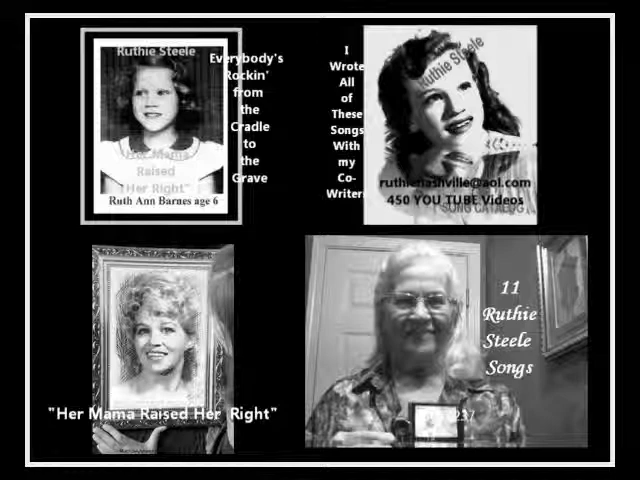 Ruthie Steele
"Her Mama
Raised
Her Right"
Ruth Ann Barnes age 6
Everybody's
Rockin'
from
the
Cradle
to
the
Grave
I
Wrote
All
of
These
Songs
With
my
Co-
Writers
Ruthie Steele
ruthienashville@aol.com
450 YOU TUBE Videos
SONG CATALOG
"Her Mama Raised Her Right"
11
Ruthie
Steele
Songs